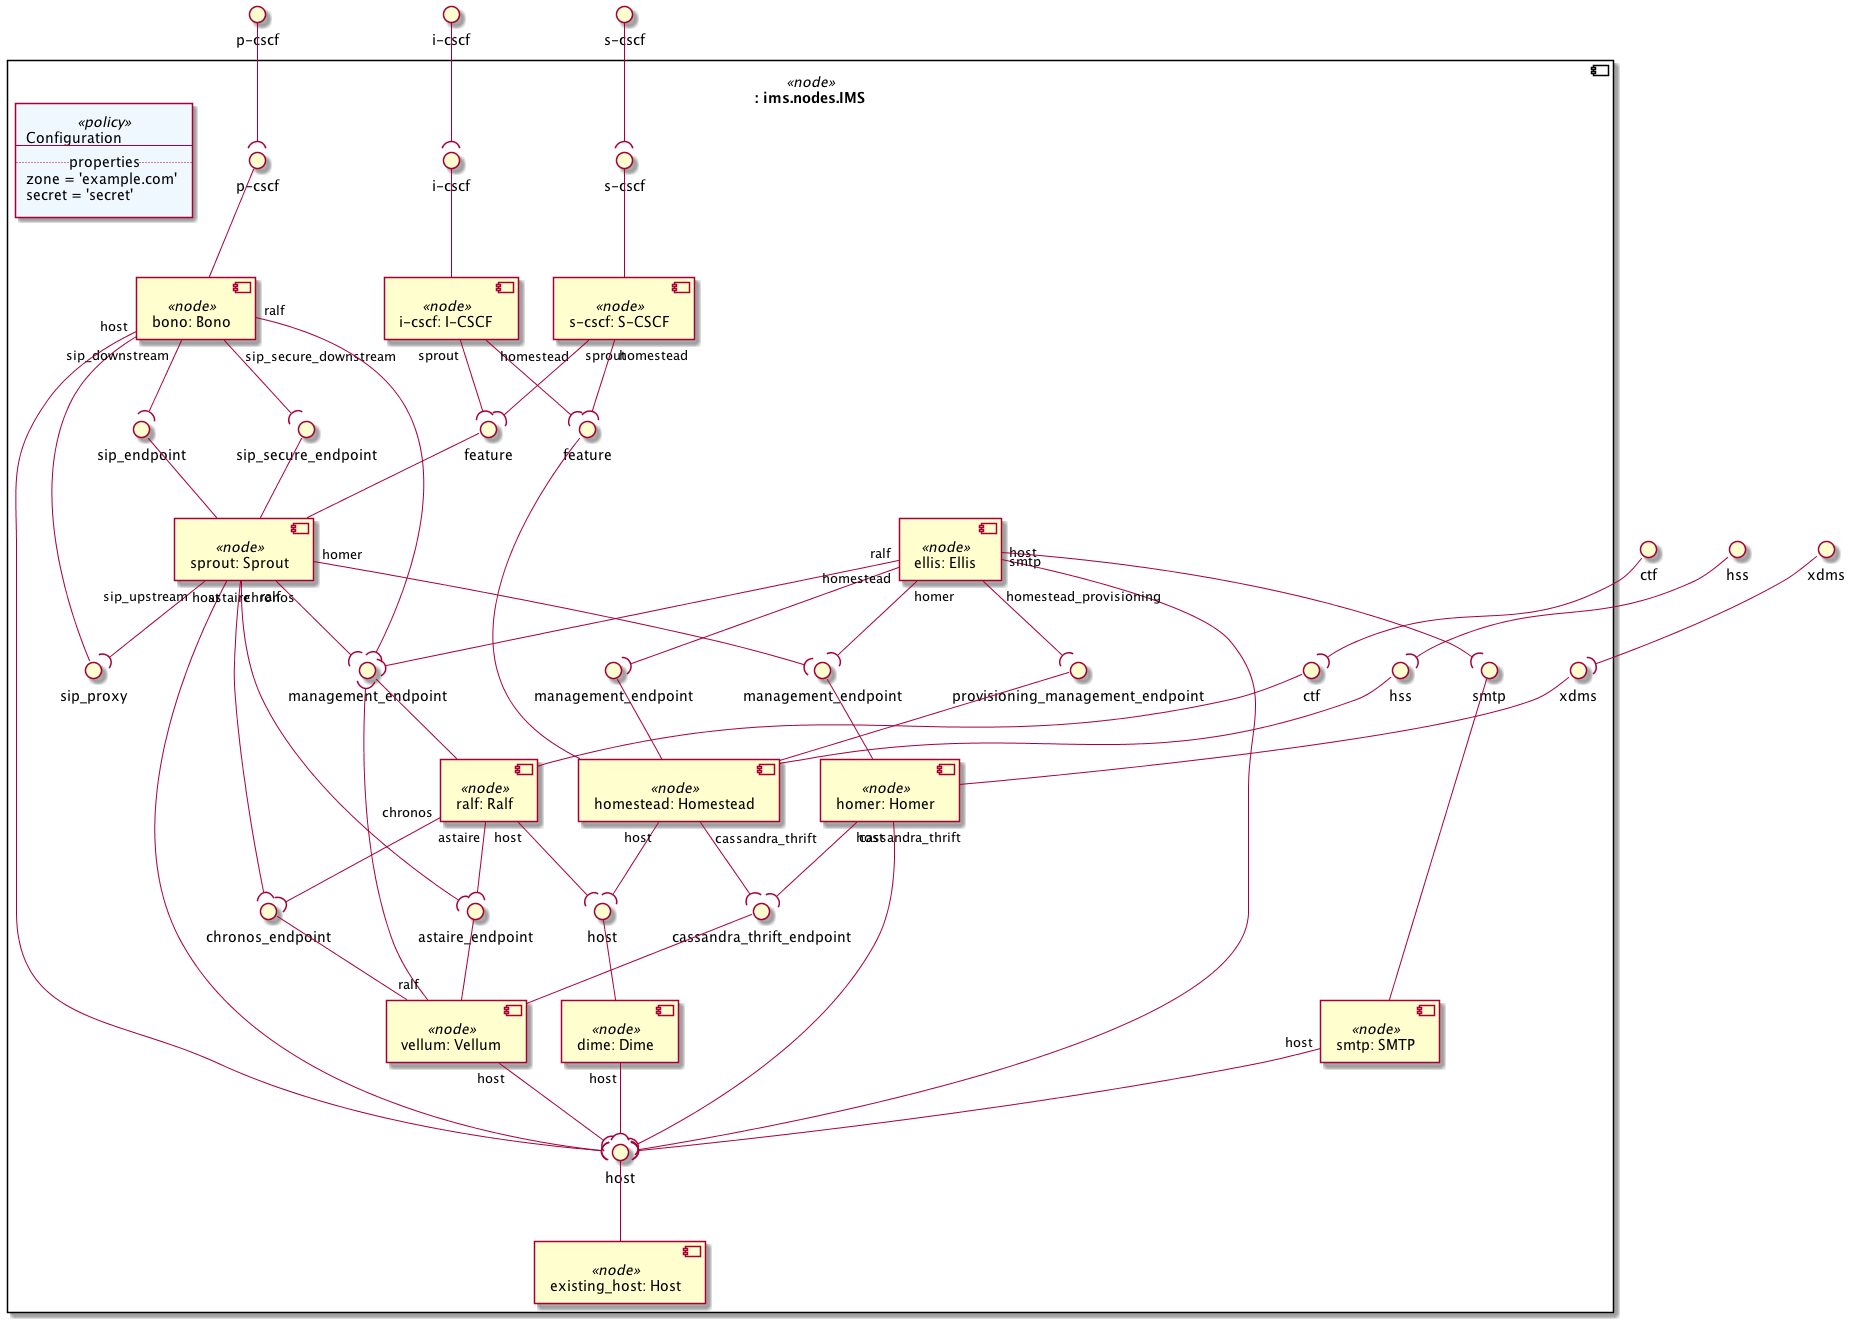 p-cscf
i-cscf
s-cscf
«node»
: ims.nodes.IMS
«policy»
Configuration
properties
zone = 'example.com'
secret = 'secret'
p-cscf
i-cscf
s-cscf
«node»
bono: Bono
«node»
i-cscf: I-CSCF
«node»
s-cscf: S-CSCF
ralf
host
sip_downstream
sip_secure_downstream
sprout
homestead
sprout
homestead
sip_endpoint
sip_secure_endpoint
feature
feature
«node»
sprout: Sprout
«node»
ellis: Ellis
homer
ralf
host
smtp
homestead
ctf
hss
xdms
sip_upstream
host
astaire
ralf
chronos
homer
homestead_provisioning
sip_proxy
management_endpoint
management_endpoint
management_endpoint
provisioning_management_endpoint
ctf
hss
smtp
xdms
«node»
ralf: Ralf
«node»
homestead: Homestead
«node»
homer: Homer
chronos
astaire
host
host
cassandra_thrift
host
cassandra_thrift
chronos_endpoint
astaire_endpoint
host
cassandra_thrift_endpoint
ralf
«node»
vellum: Vellum
«node»
dime: Dime
«node»
smtp: SMTP
host
host
host
host
«node»
existing_host: Host